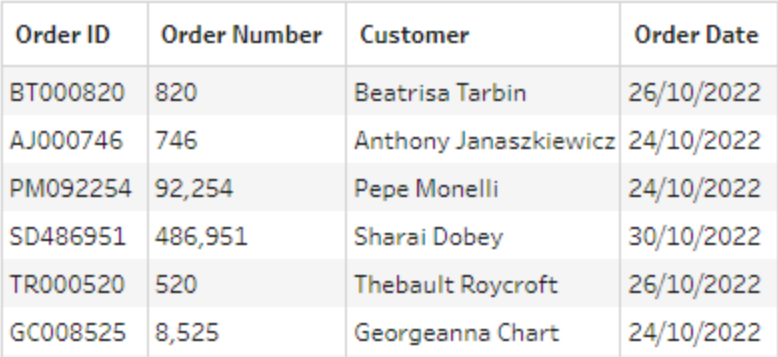 Order ID Order Number Customer Order Date
BT000820 820 Beatrisa Tarbin 26/10/2022
AJ000746 746 Anthony Janaszkiewicz 24/10/2022
PM092254 92,254 Pepe Monelli 24/10/2022
SD486951 486,951 Sharai Dobey 30/10/2022
TR000520 520 Thebault Roycroft 26/10/2022
GC008525 8,525 Georgeanna Chart 24/10/2022